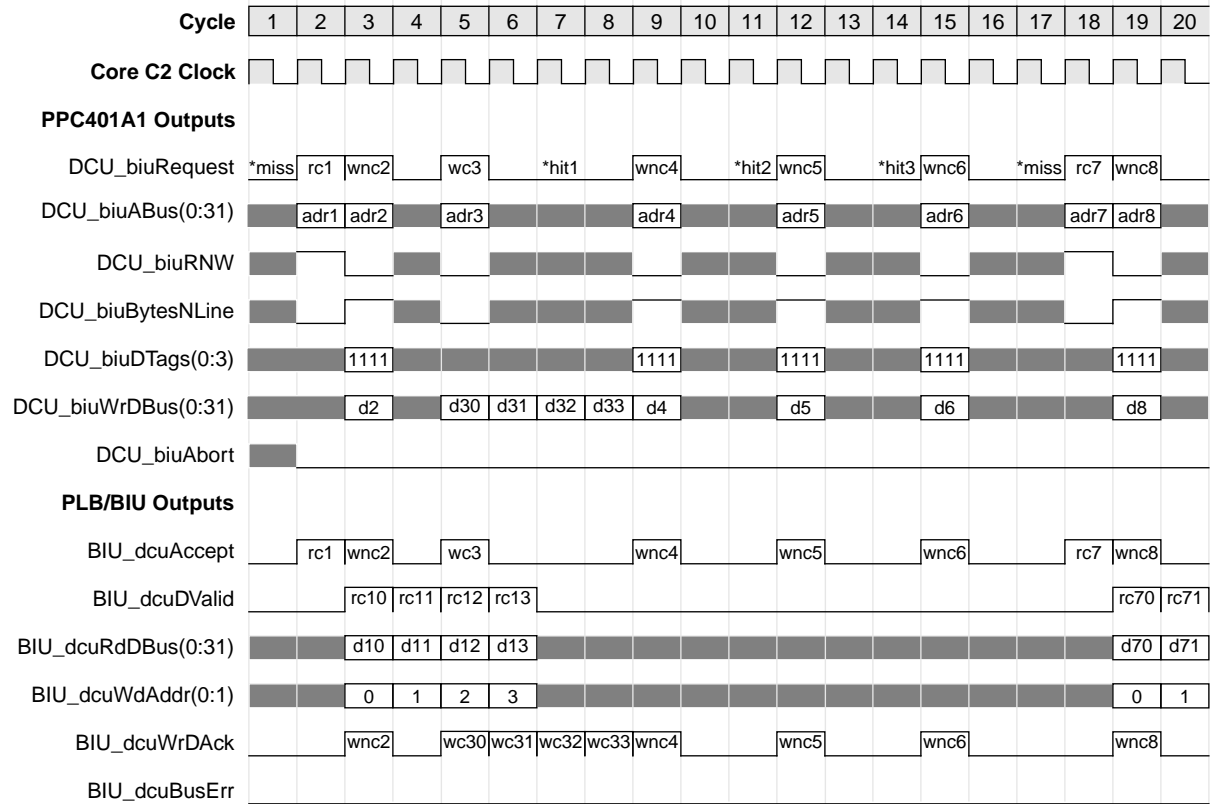 Cycle 1 2 3 4 5 6 7 8 9 10 11 12 13 14 15 16 17 18 19 20
Core C2 Clock
PPC401A1 Outputs
DCU_biuRequest *miss rc1 wnc2 wc3 *hit1 wnc4 *hit2 wnc5 *hit3 wnc6 *miss rc7 wnc8
DCU_biuABus(0:31) adr1 adr2 adr3 adr4 adr5 adr6 adr7 adr8
DCU_biuRNW
DCU_biuBytesNLine
DCU_biuDTags(0:3) 1111 1111 1111 1111 1111
DCU_biuWrDBus(0:31) d2 d30 d31 d32 d33 d4 d5 d6 d8
DCU_biuAbort
PLB/BIU Outputs
BIU_dcuAccept rc1 wnc2 wc3 wnc4 wnc5 wnc6 rc7 wnc8
BIU_dcuDValid rc10 rc11 rc12 rc13 rc70 rc71
BIU_dcuRdDBus(0:31) d10 d11 d12 d13 d70 d71
BIU_dcuWdAddr(0:1) 0 1 2 3 0 1
BIU_dcuWrDAck wnc2 wc30 wc31 wc32 wc33 wnc4 wnc5 wnc6 wnc8
BIU_dcuBusErr